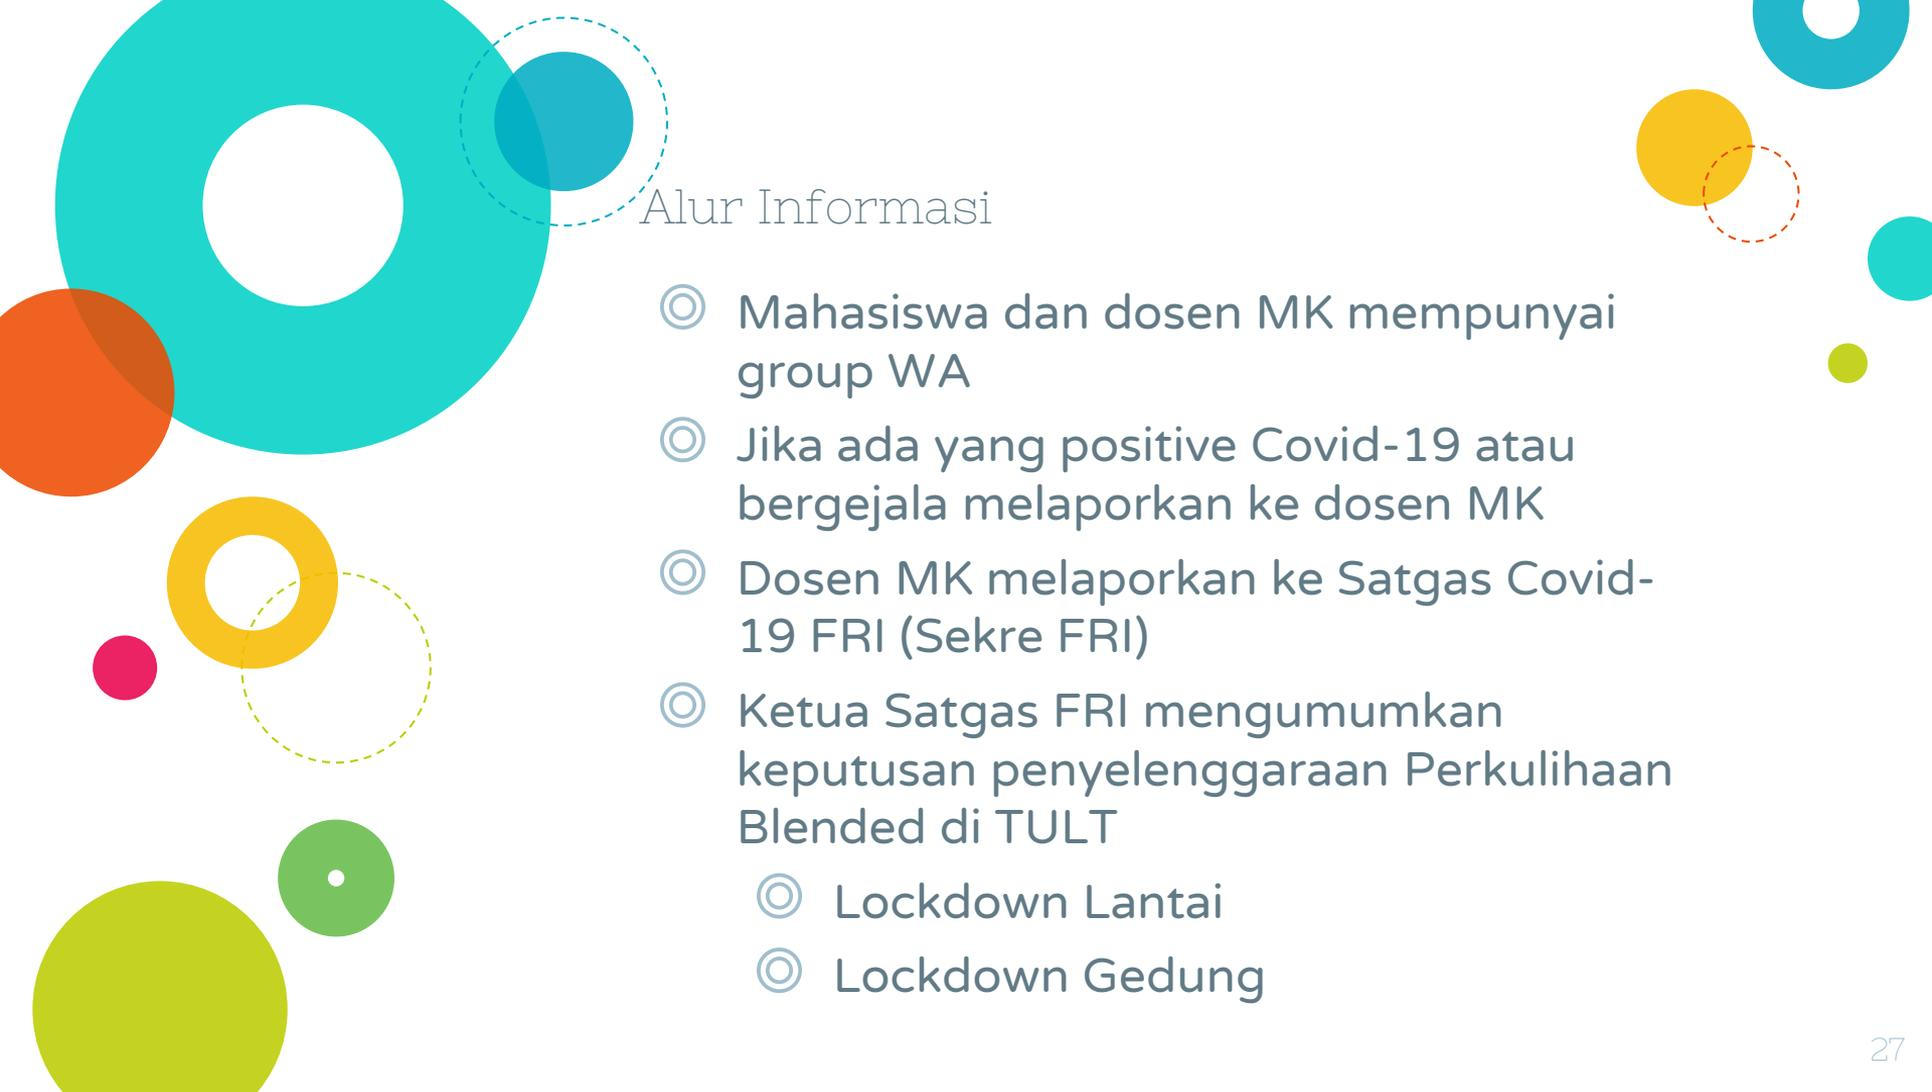 Alur Informasi
Mahasiswa dan dosen MK mempunyai
group WA
Jika ada yang positive Covid-19 atau
bergejala melaporkan ke dosen MK
Dosen MK melaporkan ke Satgas Covid-
19 FRI (Sekre FRI)
Ketua Satgas FRI mengumumkan
keputusan penyelenggaraan Perkulihaan
Blended di TULT
Lockdown Lantai
Lockdown Gedung
27